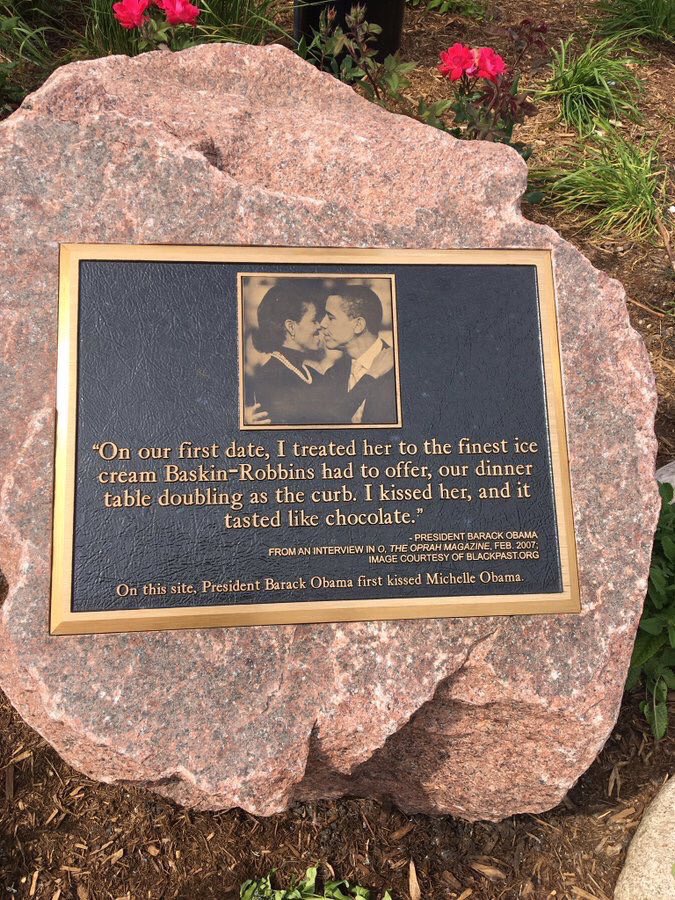 “On our first date, I treated her to the finest ice
cream Baskin-Robbins had to offer, our dinner
table doubling as the curb. I kissed her, and it
tasted like chocolate.”
- PRESIDENT BARACK OBAMA
FROM AN INTERVIEW IN O, THE OPRAH MAGAZINE, FEB. 2007;
IMAGE COURTESY OF BLACKPAST.ORG
On this site, President Barack Obama first kissed Michelle Obama.